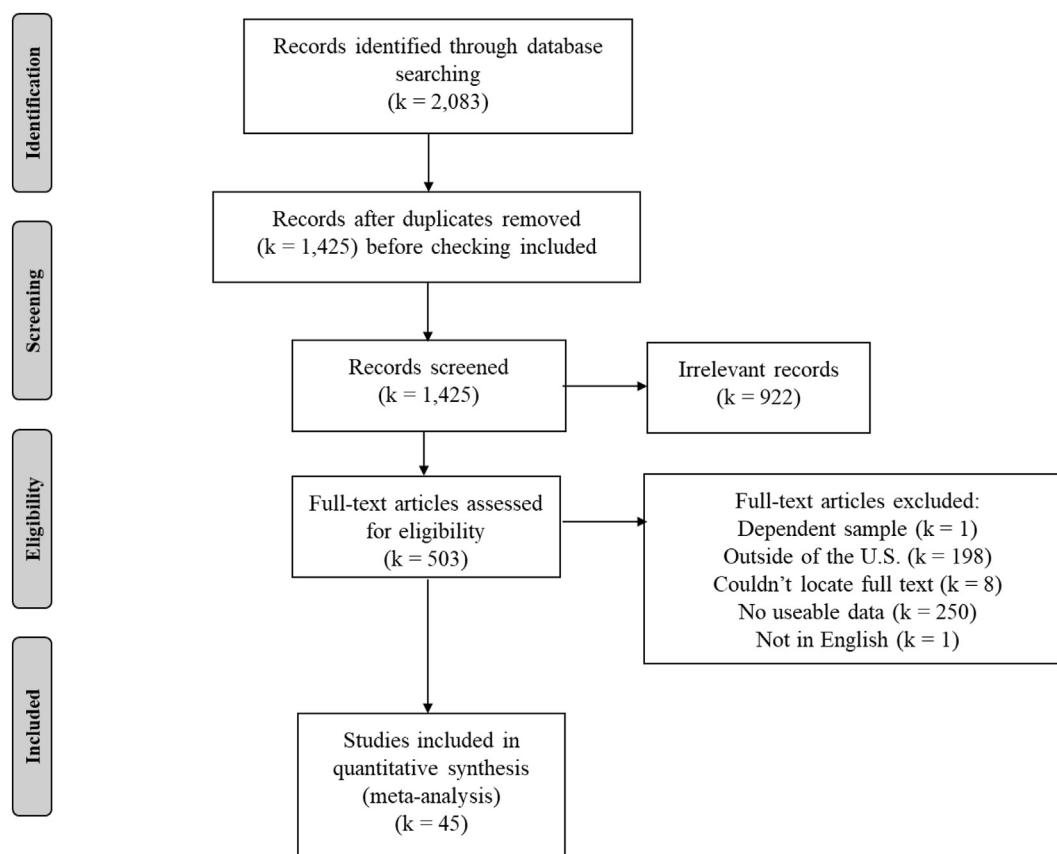 Identification
Records identified through database
searching
(k = 2,083)
Screening
Records after duplicates removed
(k = 1,425) before checking included
Records screened
(k = 1,425)
Irrelevant records
(k = 922)
Eligibility
Full-text articles assessed
for eligibility
(k = 503)
Full-text articles excluded:
Dependent sample (k = 1)
Outside of the U.S. (k = 198)
Couldn’t locate full text (k = 8)
No useable data (k = 250)
Not in English (k = 1)
Included
Studies included in
quantitative synthesis
(meta-analysis)
(k = 45)